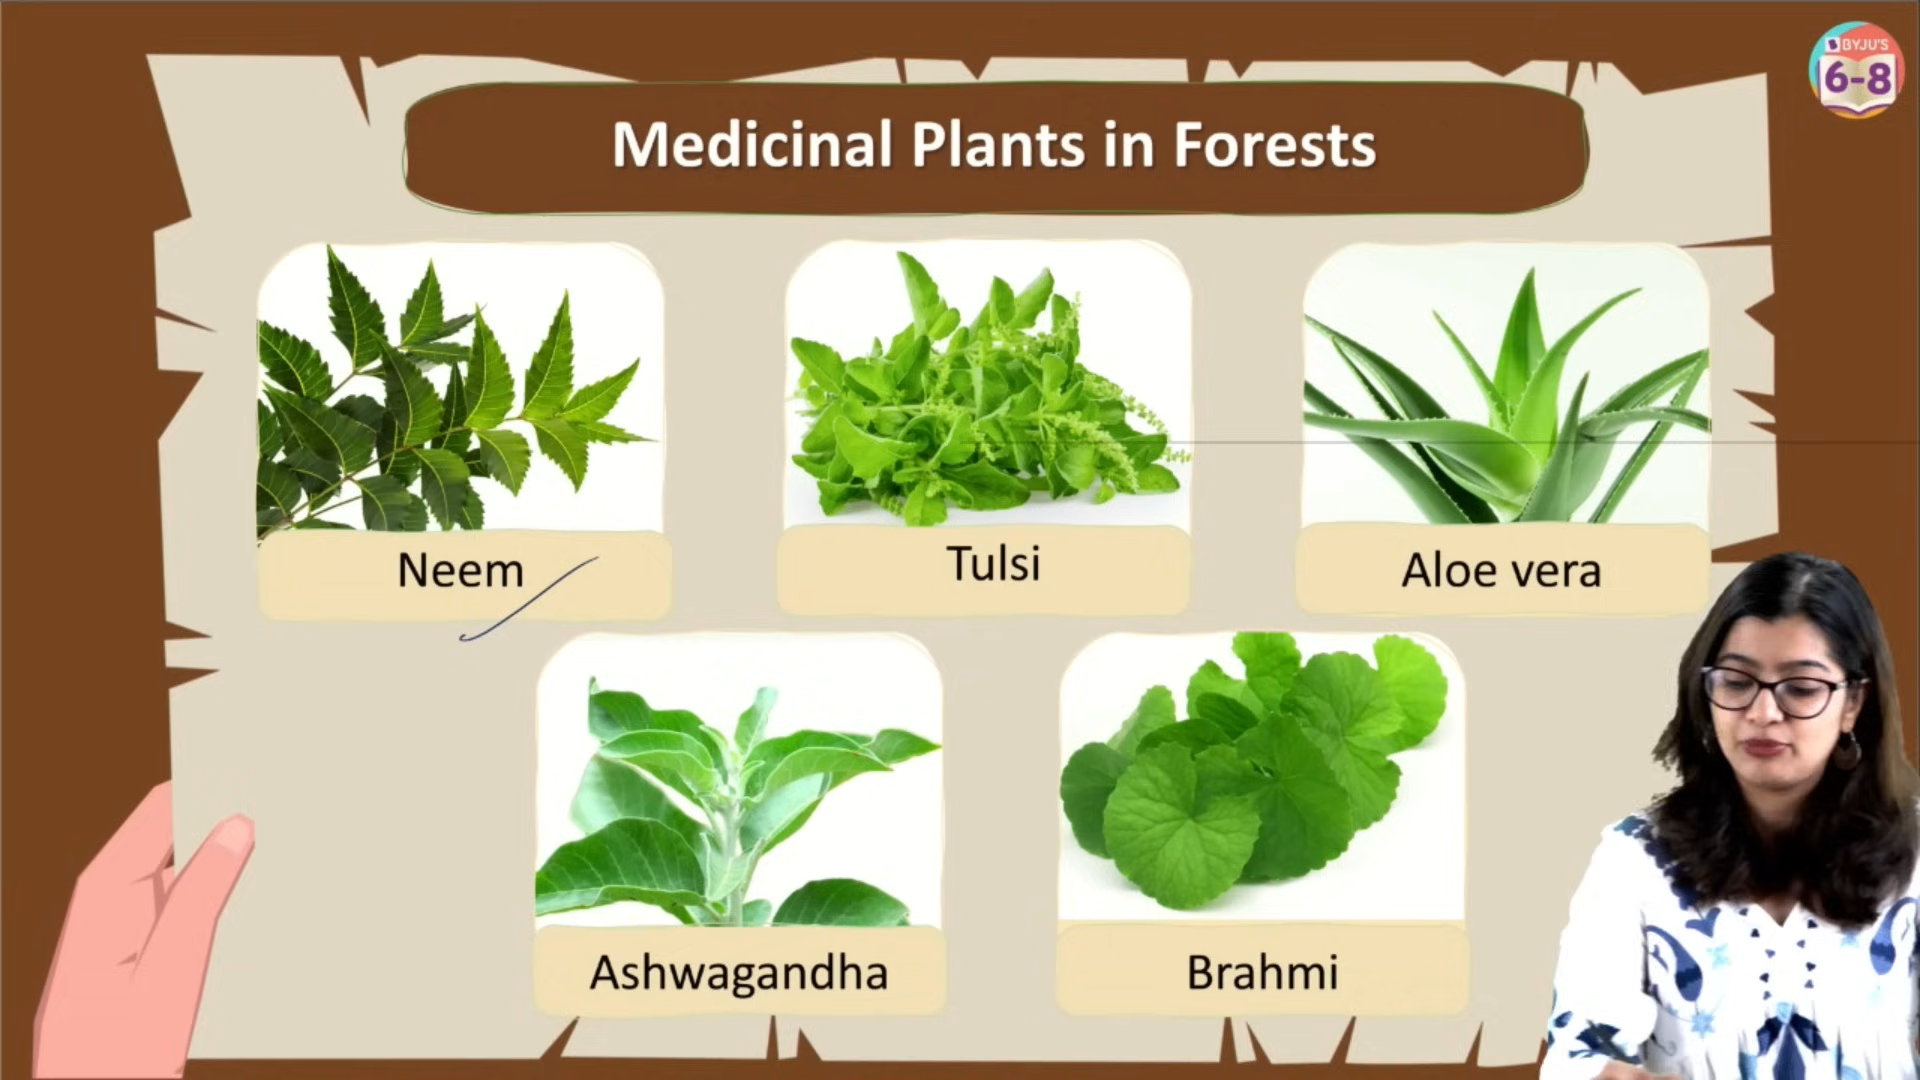 BYJU'S
6-8
Medicinal Plants in Forests
Neem
Tulsi
Aloe vera
Ashwagandha
Brahmi